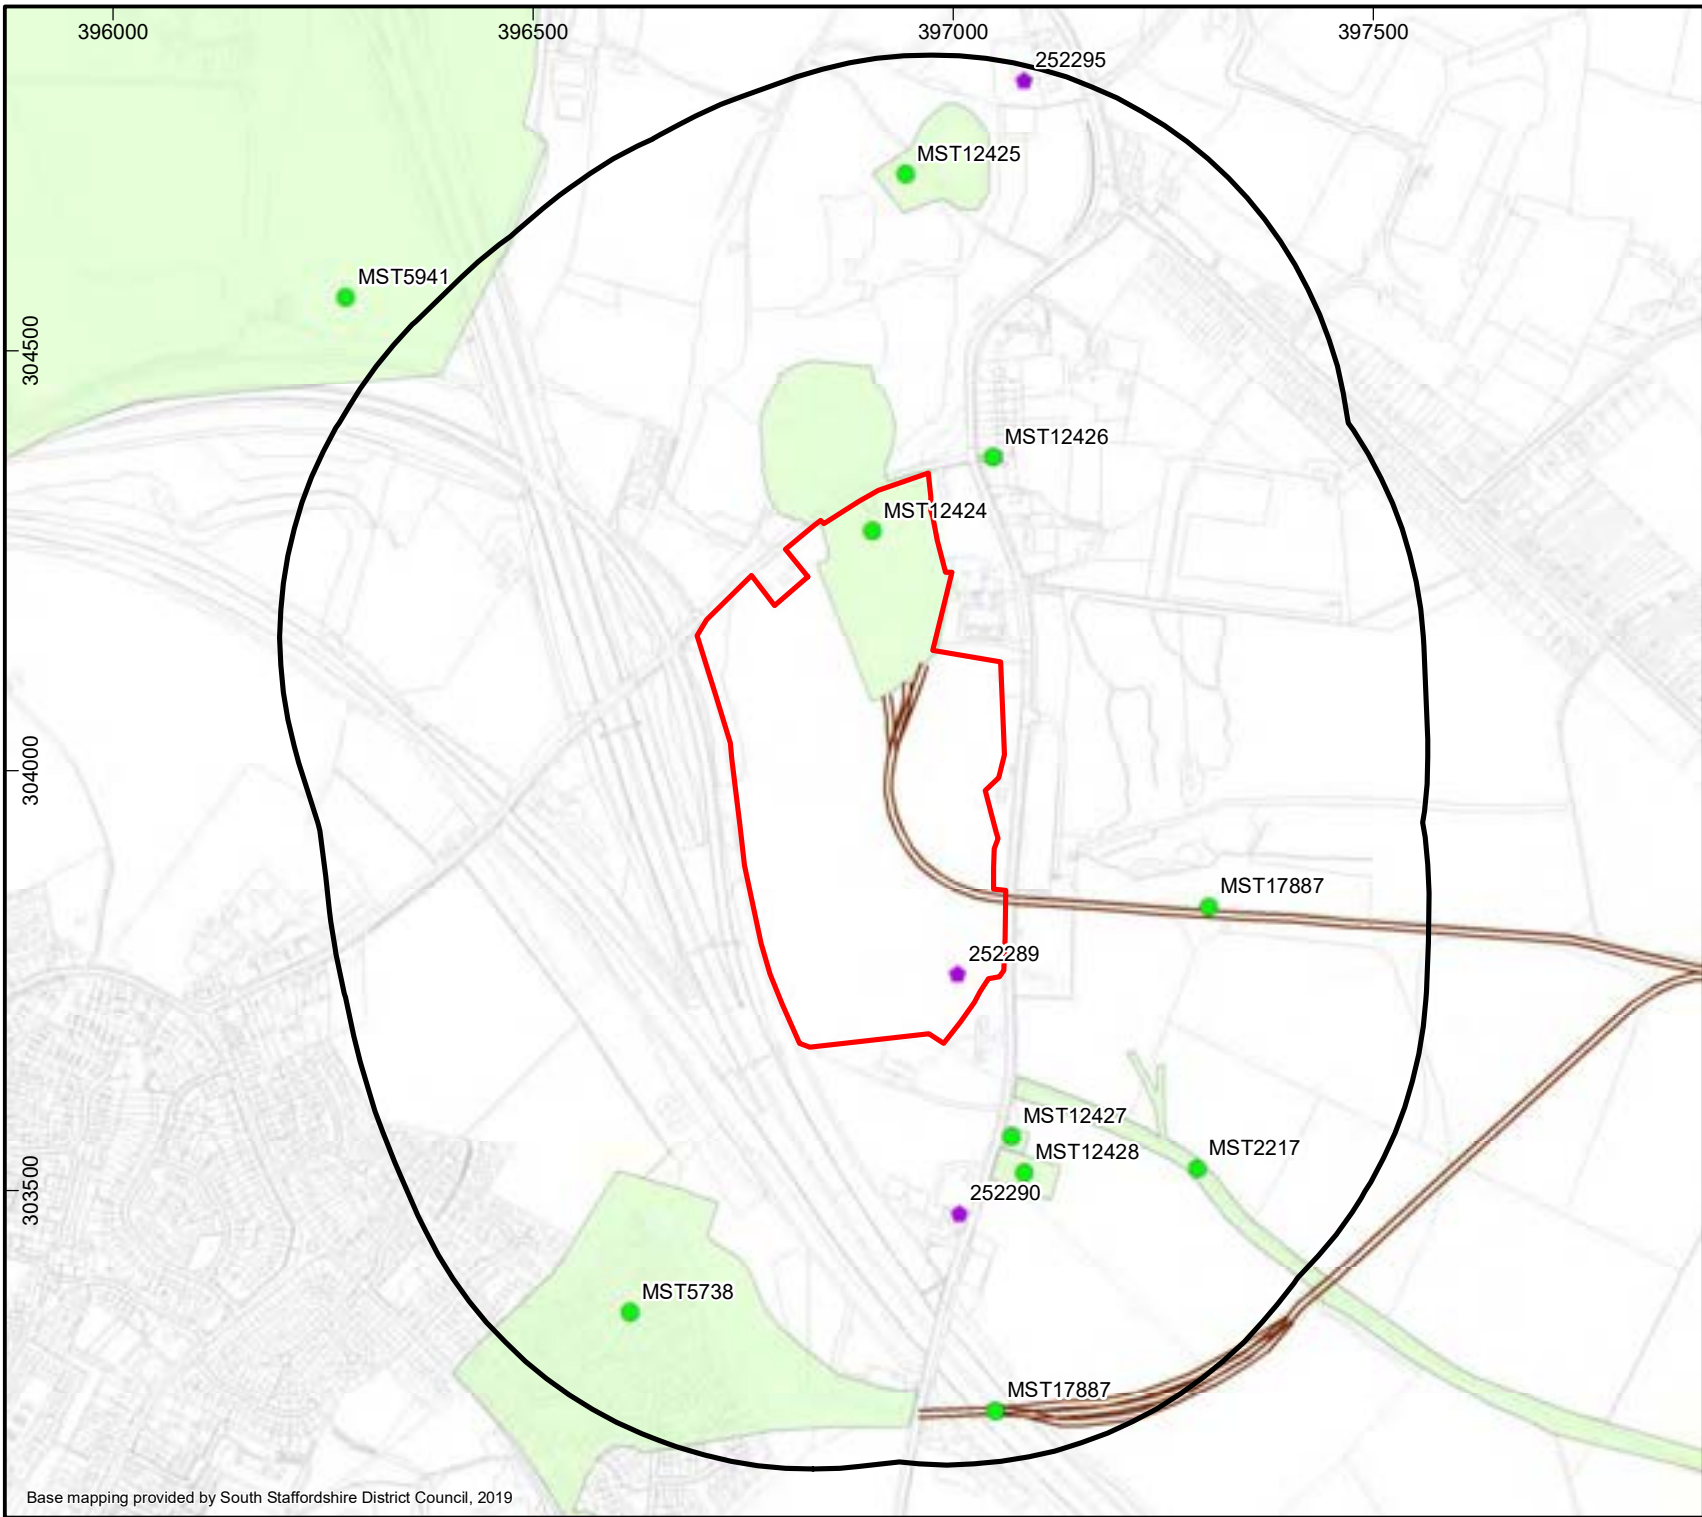 396000
396500
397000
397500
252295
MST12425
MST5941
304500
MST12426
MST12424
304000
MST17887
252289
MST12427
MST12428
MST2217
303500
252290
MST5738
MST17887
Base mapping provided by South Staffordshire District Council, 2019